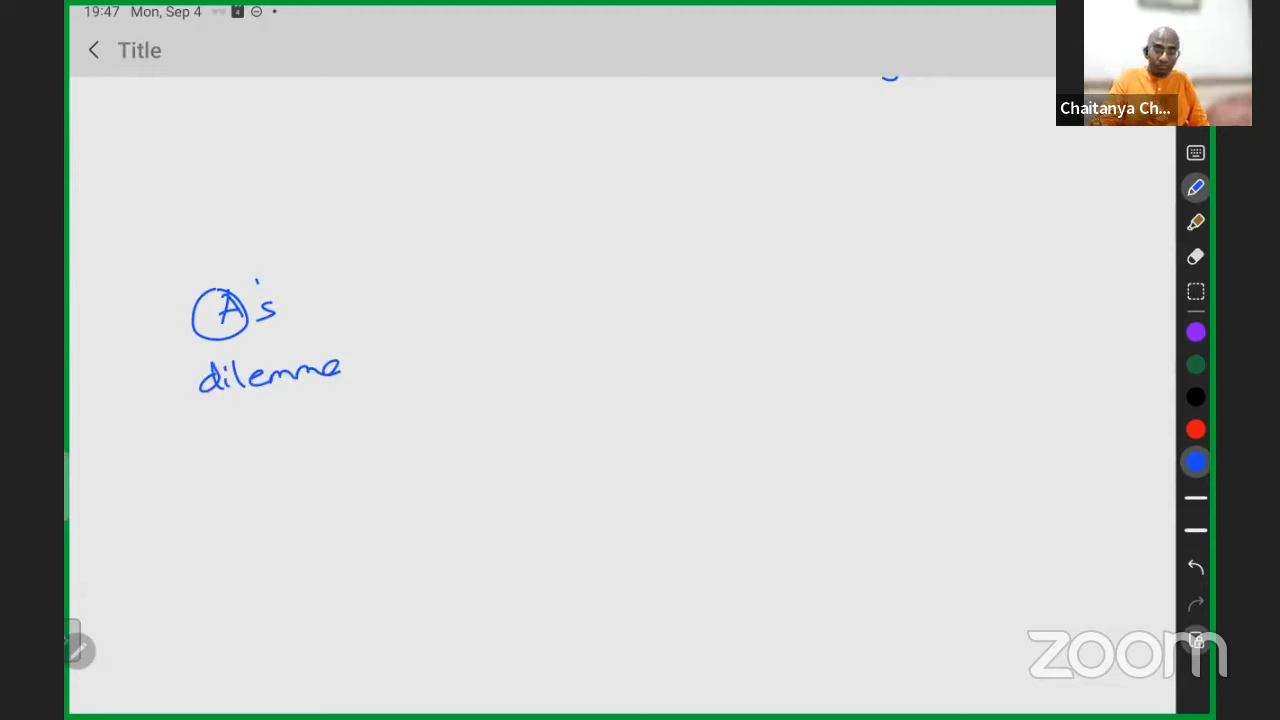 19:47 Mon, Sep 4
Title
Chaitanya Ch...
A's
dilemma
zoom